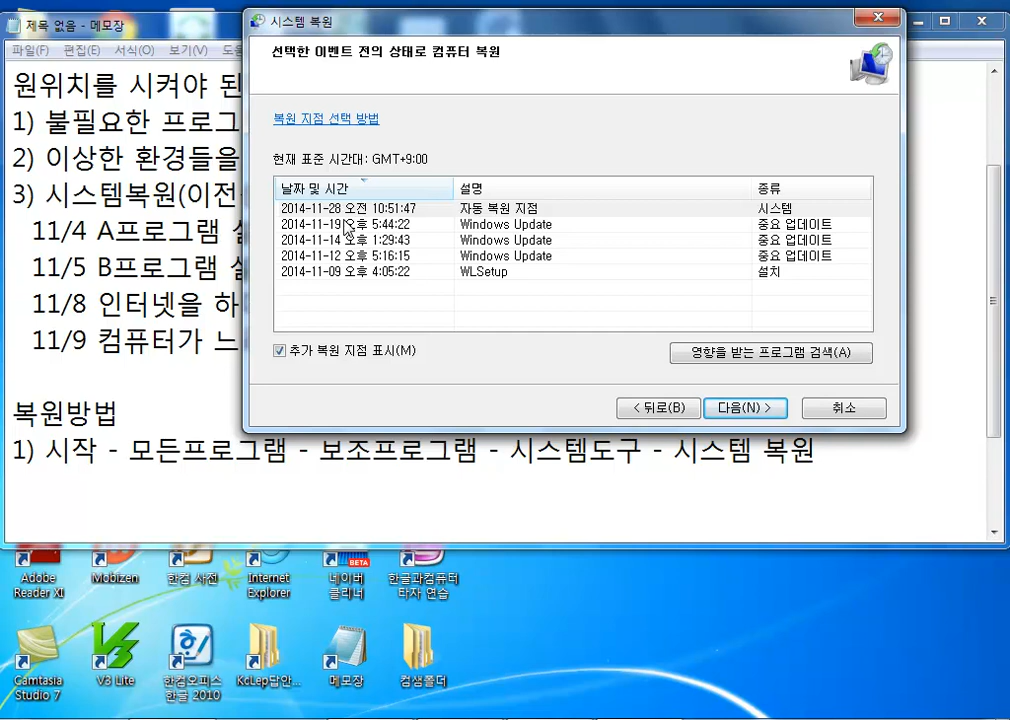 제목 없음 - 메모장
파일(F) 편집(E) 서식(O) 보기(V) 도움
원위치를 시켜야 된
1) 불필요한 프로그
2) 이상한 환경들을
3) 시스템복원(이전
11/4 A프로그램 설
11/5 B프로그램 설
11/8 인터넷을 하
11/9 컴퓨터가 느
복원방법
1) 시작 - 모든프로그램 - 보조프로그램 - 시스템도구 - 시스템 복원
시스템 복원
선택한 이벤트 전의 상태로 컴퓨터 복원
복원 지점 선택 방법
현재 표준 시간대: GMT+9:00
날짜 및 시간 설명 종류
2014-11-28 오전 10:51:47 자동 복원 지점 시스템
2014-11-19 오후 5:44:22 Windows Update 중요 업데이트
2014-11-14 오후 1:29:43 Windows Update 중요 업데이트
2014-11-12 오후 5:16:15 Windows Update 중요 업데이트
2014-11-09 오후 4:05:22 WLSetup 설치
추가 복원 지점 표시(M)
영향을 받는 프로그램 검색(A)
< 뒤로(B) 다음(N) > 취소
BETA
Adobe Reader XI
Mobizen
한컴 사전
Internet Explorer
네이버 클리너
한글과컴퓨터 타자 연습
Camtasia Studio 7
V3 Lite
한컴오피스 한글 2010
KcLep답안...
메모장
컴샘폴더